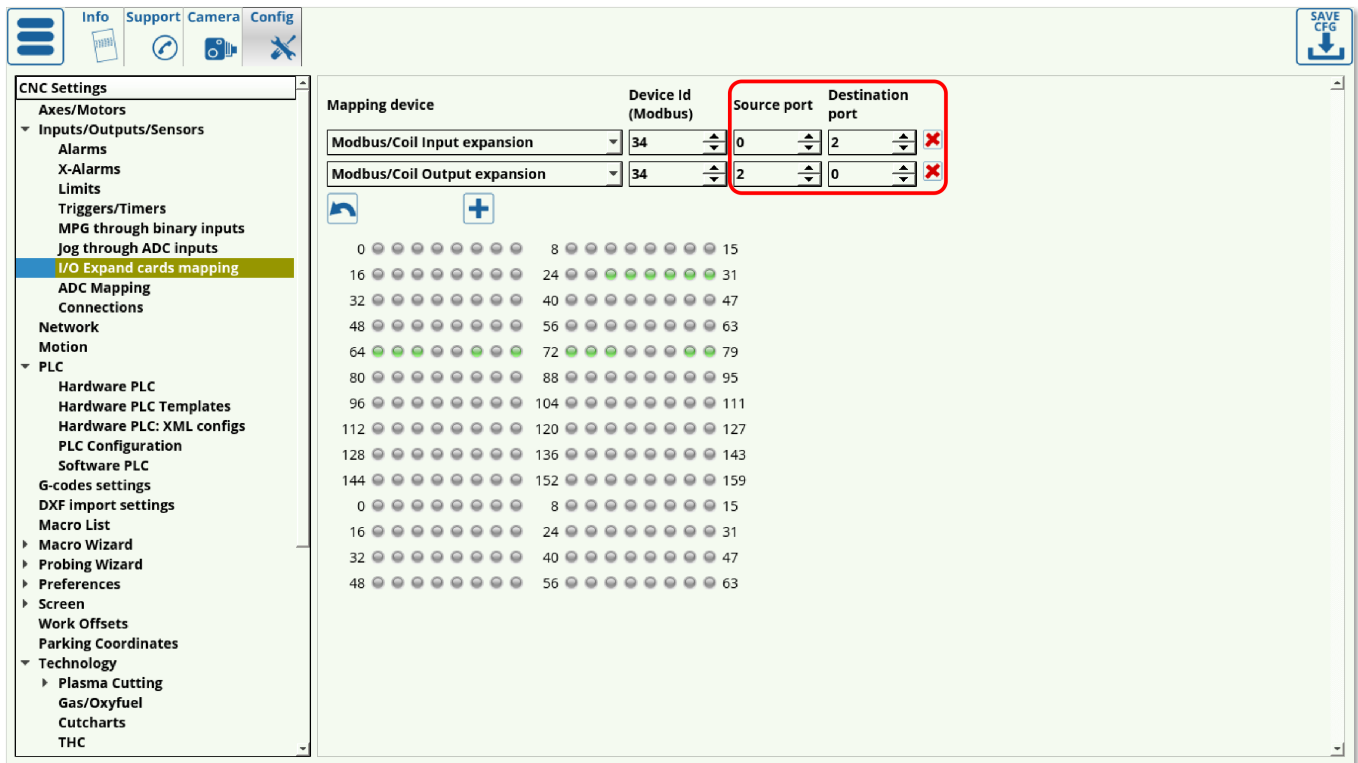 Info Support Camera Config
SAVE CFG
CNC Settings
Axes/Motors
Inputs/Outputs/Sensors
Alarms
X-Alarms
Limits
Triggers/Timers
MPG through binary inputs
Jog through ADC inputs
I/O Expand cards mapping
ADC Mapping
Connections
Network
Motion
PLC
Hardware PLC
Hardware PLC Templates
Hardware PLC: XML configs
PLC Configuration
Software PLC
G-codes settings
DXF import settings
Macro List
Macro Wizard
Probing Wizard
Preferences
Screen
Work Offsets
Parking Coordinates
Technology
Plasma Cutting
Gas/Oxyfuel
Cutcharts
THC
Mapping device Device Id (Modbus) Source port Destination port
Modbus/Coil Input expansion 34 0 2
Modbus/Coil Output expansion 34 2 0
0 8 15
16 24 31
32 40 47
48 56 63
64 72 79
80 88 95
96 104 111
112 120 127
128 136 143
144 152 159
0 8 15
16 24 31
32 40 47
48 56 63